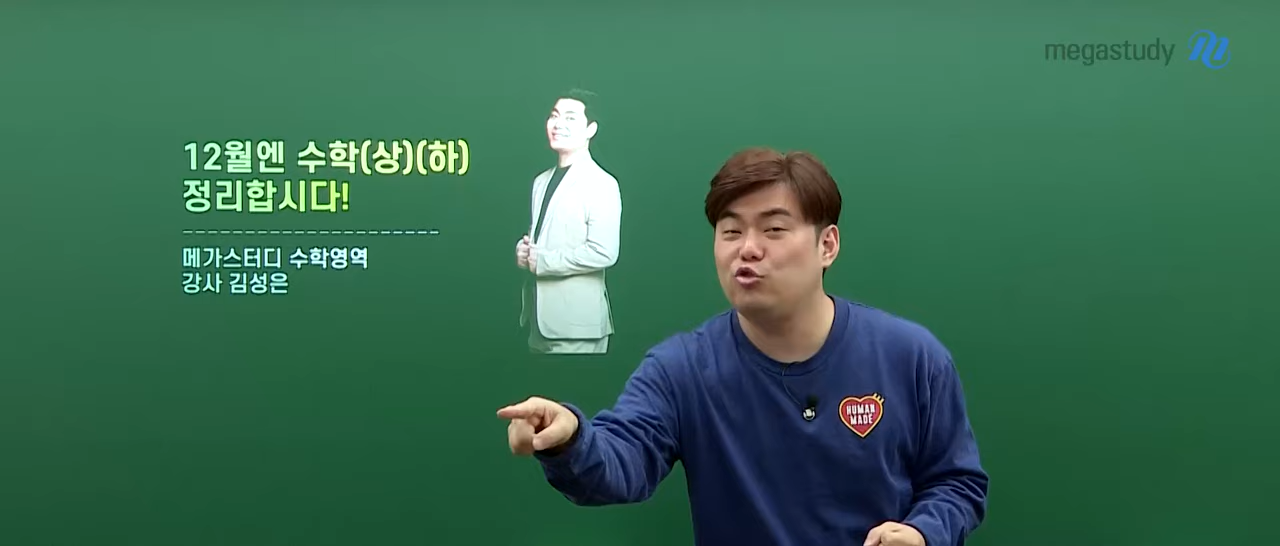 megastudy
12월엔 수학(상)(하)
정리합시다!
메가스터디 수학영역
강사 김성은
HUMAN
MADE